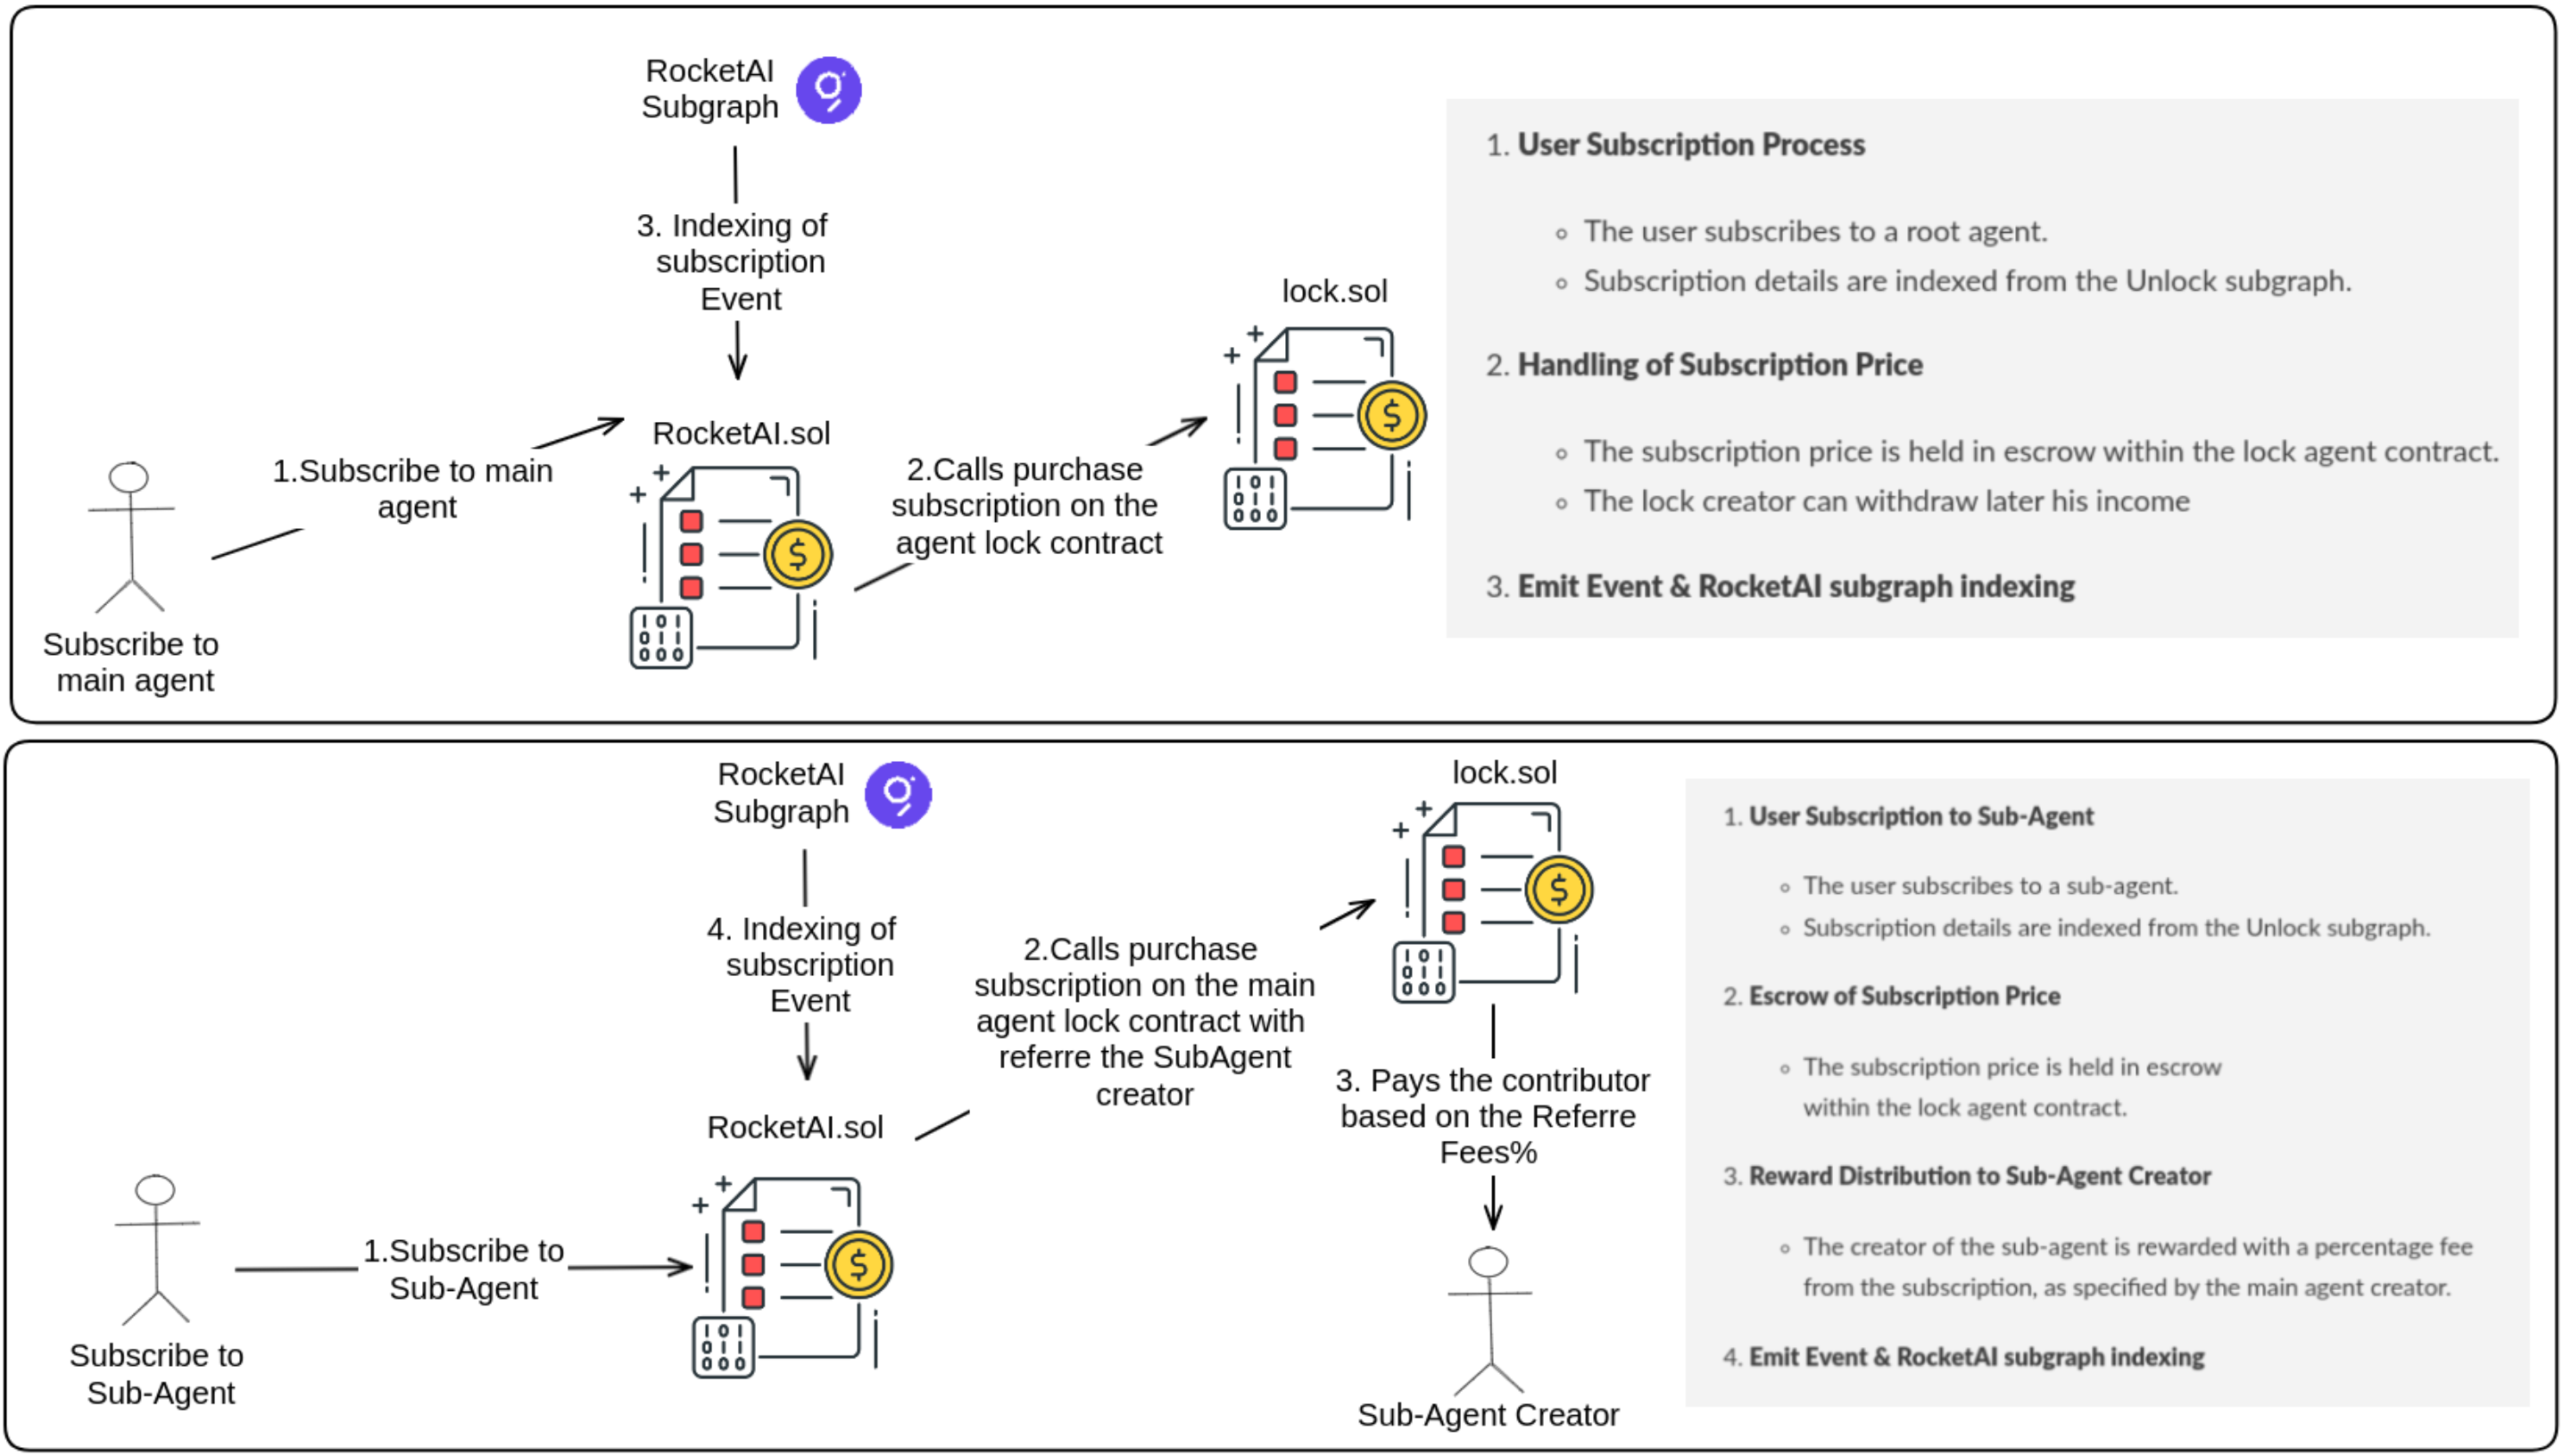 RocketAI
Subgraph
3. Indexing of
subscription
Event
RocketAI.sol
1.Subscribe to main
agent
Subscribe to
main agent
2.Calls purchase
subscription on the
agent lock contract
lock.sol
1. User Subscription Process
The user subscribes to a root agent.
Subscription details are indexed from the Unlock subgraph.
2. Handling of Subscription Price
The subscription price is held in escrow within the lock agent contract.
The lock creator can withdraw later his income
3. Emit Event & RocketAI subgraph indexing
RocketAI
Subgraph
4. Indexing of
subscription
Event
RocketAI.sol
1.Subscribe to
Sub-Agent
Subscribe to
Sub-Agent
2.Calls purchase
subscription on the main
agent lock contract with
referre the SubAgent
creator
lock.sol
3. Pays the contributor
based on the Referre
Fees%
Sub-Agent Creator
1. User Subscription to Sub-Agent
The user subscribes to a sub-agent.
Subscription details are indexed from the Unlock subgraph.
2. Escrow of Subscription Price
The subscription price is held in escrow
within the lock agent contract.
3. Reward Distribution to Sub-Agent Creator
The creator of the sub-agent is rewarded with a percentage fee
from the subscription, as specified by the main agent creator.
4. Emit Event & RocketAI subgraph indexing